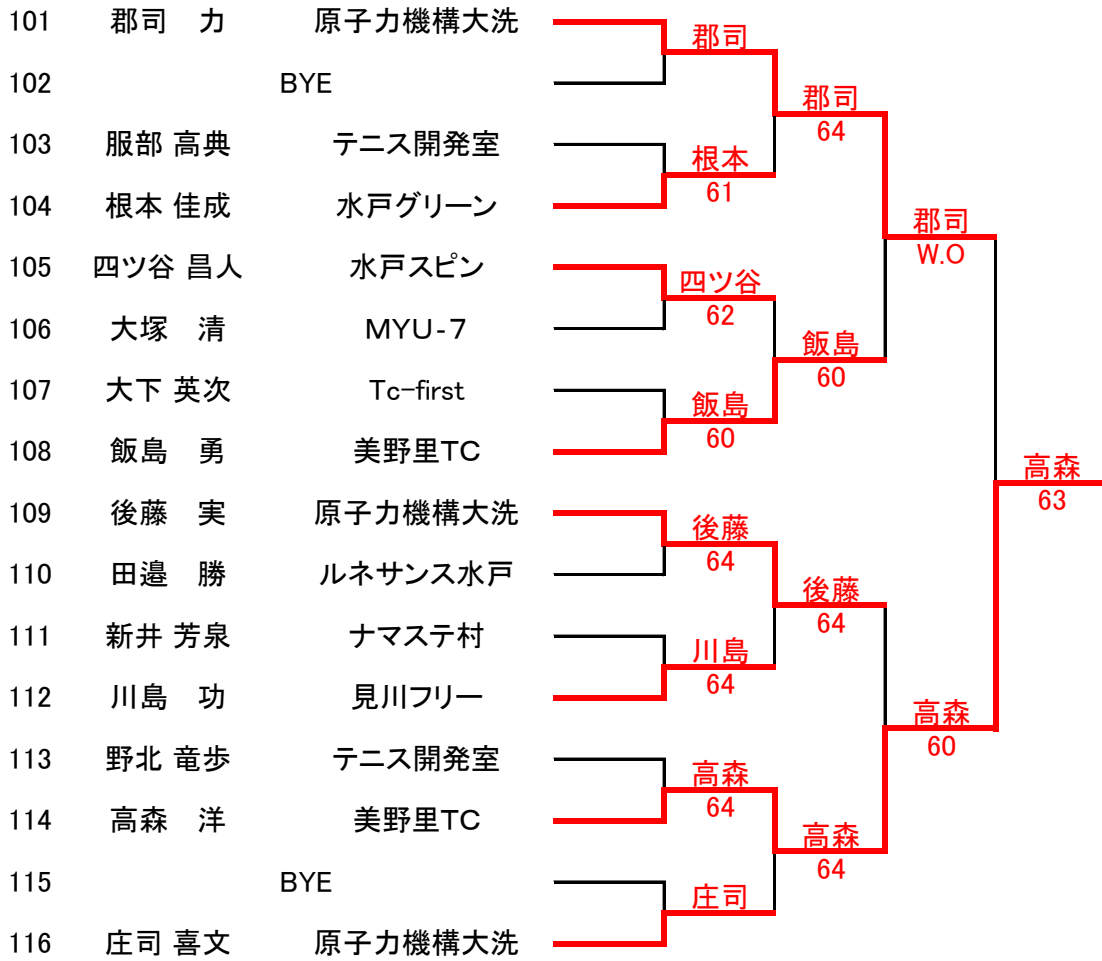 101 郡司　力 原子力機構大洗
郡司
102 BYE
郡司
64
103 服部 高典 テニス開発室
根本
61
104 根本 佳成 水戸グリーン
郡司
W.O
105 四ツ谷 昌人 水戸スピン
四ツ谷
62
106 大塚　清 MYU-7
飯島
60
107 大下 英次 Tc-first
飯島
60
108 飯島　勇 美野里TC
高森
63
109 後藤　実 原子力機構大洗
後藤
64
110 田邉　勝 ルネサンス水戸
後藤
64
111 新井 芳泉 ナマステ村
川島
64
112 川島　功 見川フリー
高森
60
113 野北 竜歩 テニス開発室
高森
64
114 高森　洋 美野里TC
高森
64
115 BYE
庄司
116 庄司 喜文 原子力機構大洗